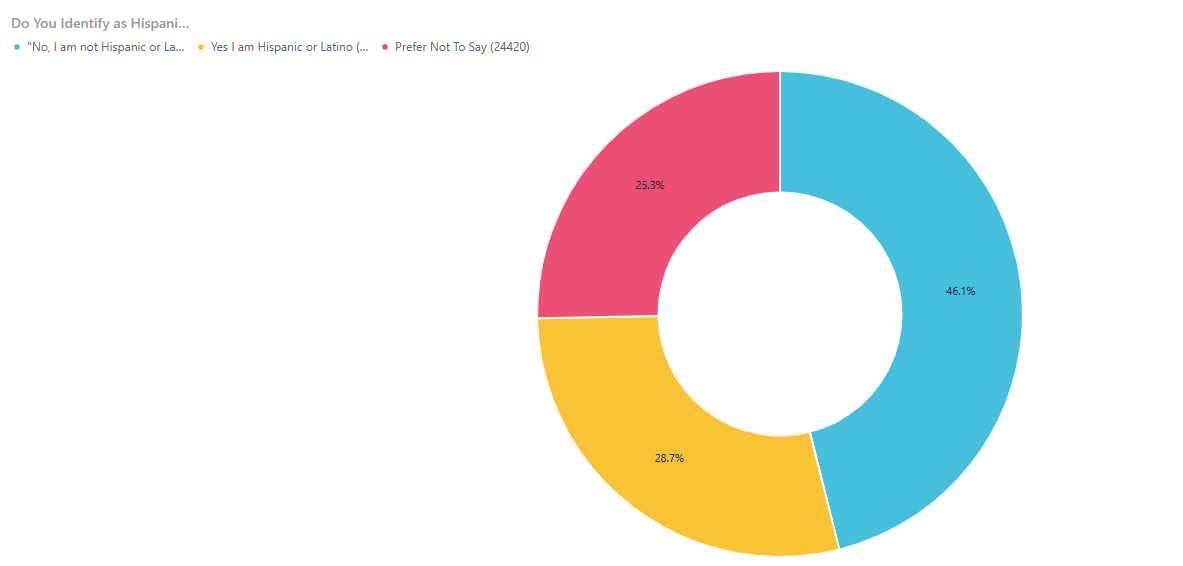 Do You Identify as Hispani...
"No, I am not Hispanic or La... Yes I am Hispanic or Latino (... Prefer Not To Say (24420)
25.3%
46.1%
28.7%